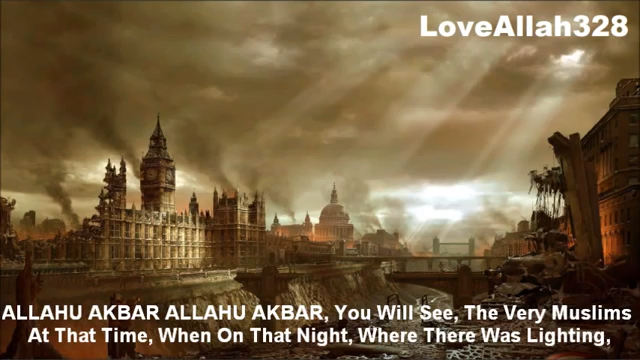 LoveAllah328
ALLAHU AKBAR ALLAHU AKBAR, You Will See, The Very Muslims
At That Time, When On That Night, Where There Was Lighting,